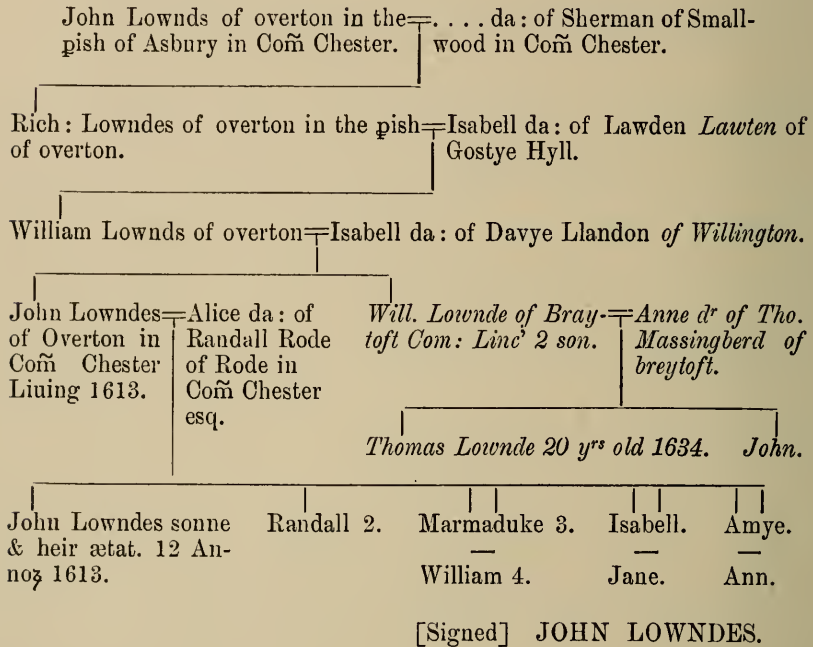 John Lownds of overton in the=. . . . da: of Sherman of Small-
ꝑish of Asbury in Com̃ Chester. wood in Com̃ Chester.
Rich: Lowndes of overton in the ꝑish=Isabell da: of Lawden Lawten of
of overton. Gostye Hyll.
William Lownds of overton=Isabell da: of Davye Llandon of Willington.
John Lowndes=Alice da: of
of Overton in Randall Rode
Com̃ Chester of Rode in
Liuing 1613. Com̃ Chester
esq.
Will. Lownde of Bray-=Anne dʳ of Tho.
toft Com: Linc' 2 son. Massingberd of
breytoft.
Thomas Lownde 20 yʳˢ old 1634. John.
John Lowndes sonne
& heir ætat. 12 An-
noꝫ 1613.
Randall 2.
Marmaduke 3.
William 4.
Isabell.
Jane.
Amye.
Ann.
[Signed] JOHN LOWNDES.